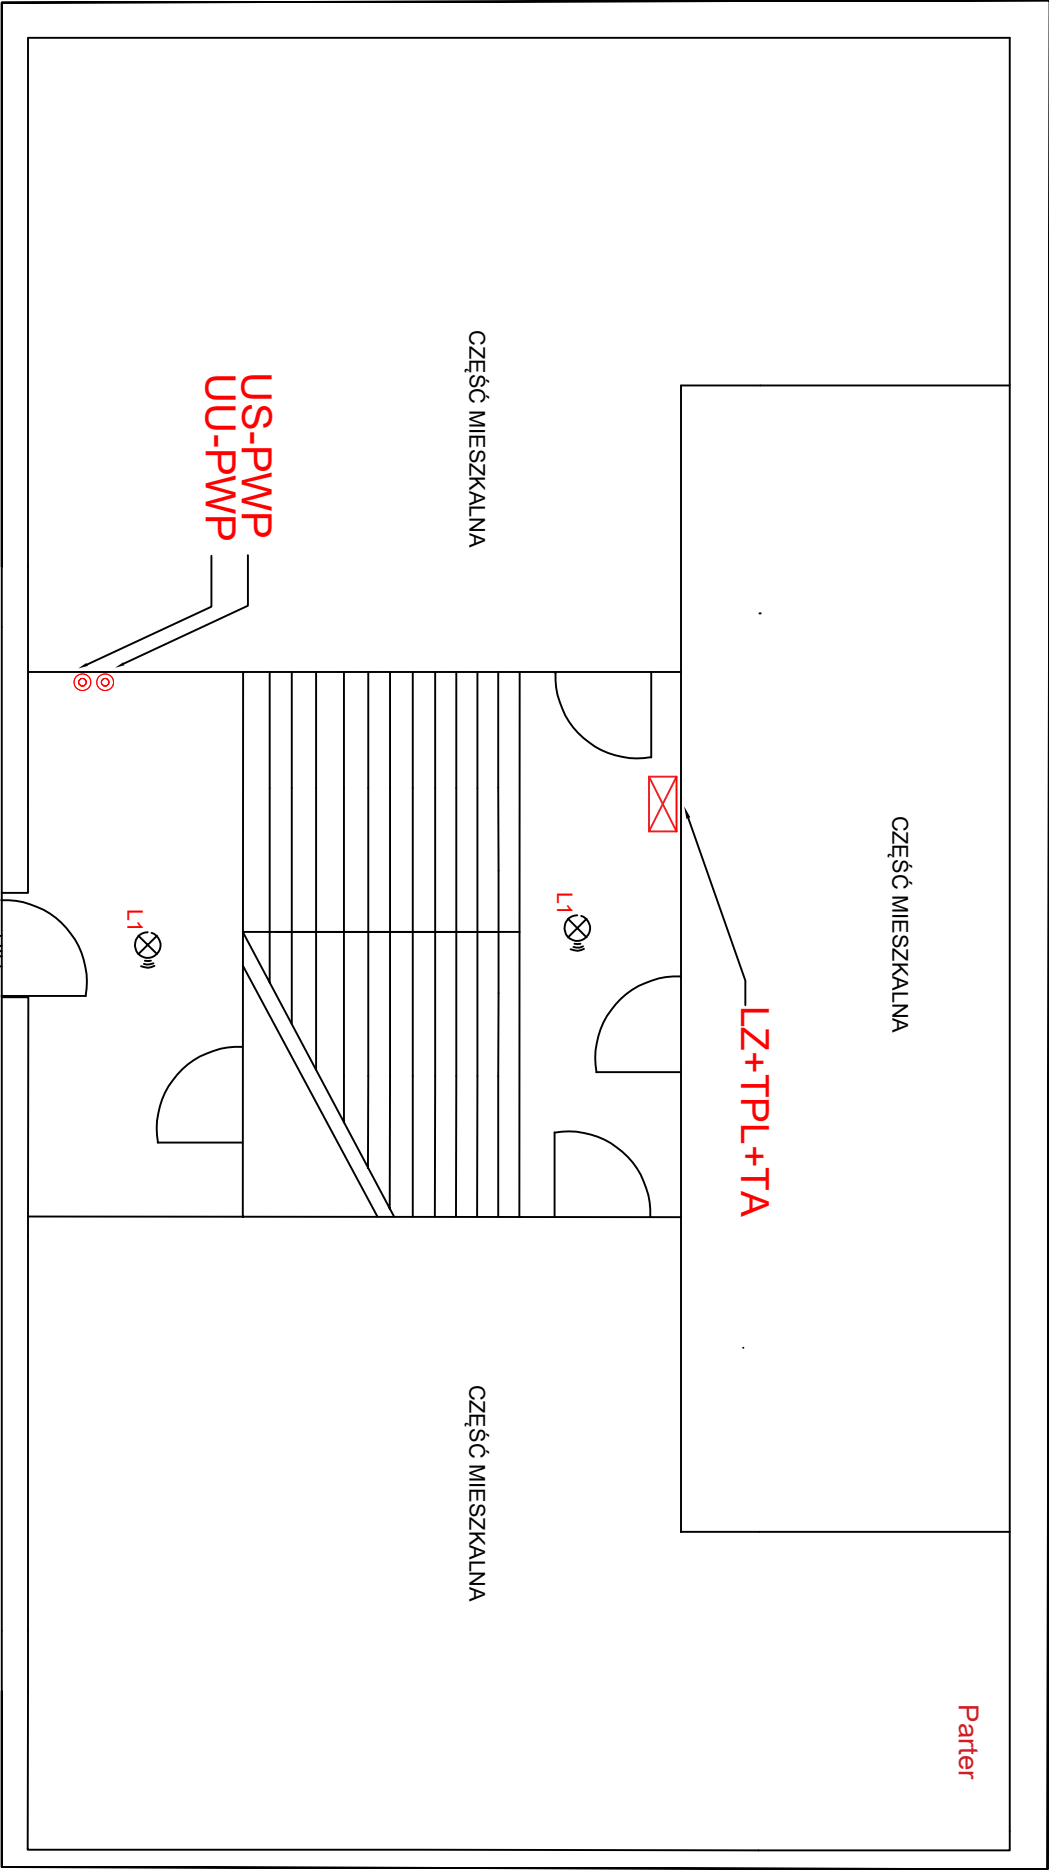 Parter
CZĘŚĆ MIESZKALNA
LZ+TPL+TA
L1
CZĘŚĆ MIESZKALNA
CZĘŚĆ MIESZKALNA
US-PWP
UU-PWP
L1